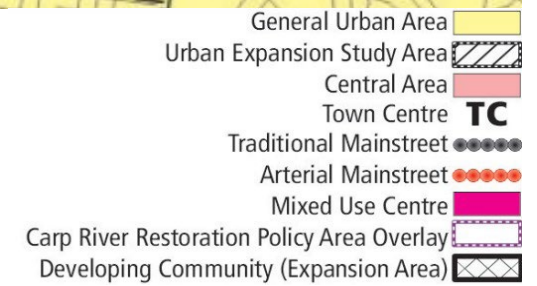 General Urban Area
Urban Expansion Study Area
Central Area
Town Centre TC
Traditional Mainstreet
Arterial Mainstreet
Mixed Use Centre
Carp River Restoration Policy Area Overlay
Developing Community (Expansion Area)